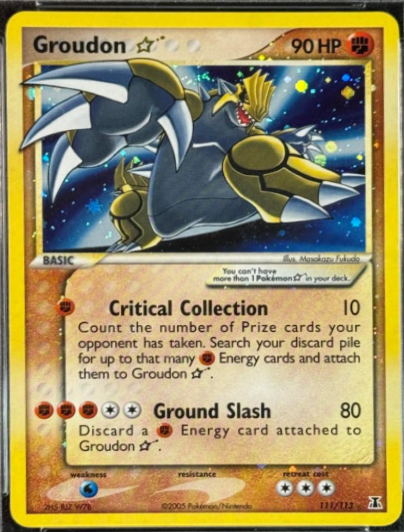 Groudon ☆ 90 HP
BASIC Illus. Masakazu Fukuda
You can't have
more than 1 Pokémon ☆ in your deck.
Critical Collection 10
Count the number of Prize cards your
opponent has taken. Search your discard pile
for up to that many Energy cards and attach
them to Groudon ☆.
Ground Slash 80
Discard a Energy card attached to
Groudon ☆.
weakness resistance retreat cost
©2005 Pokémon/Nintendo 111/113